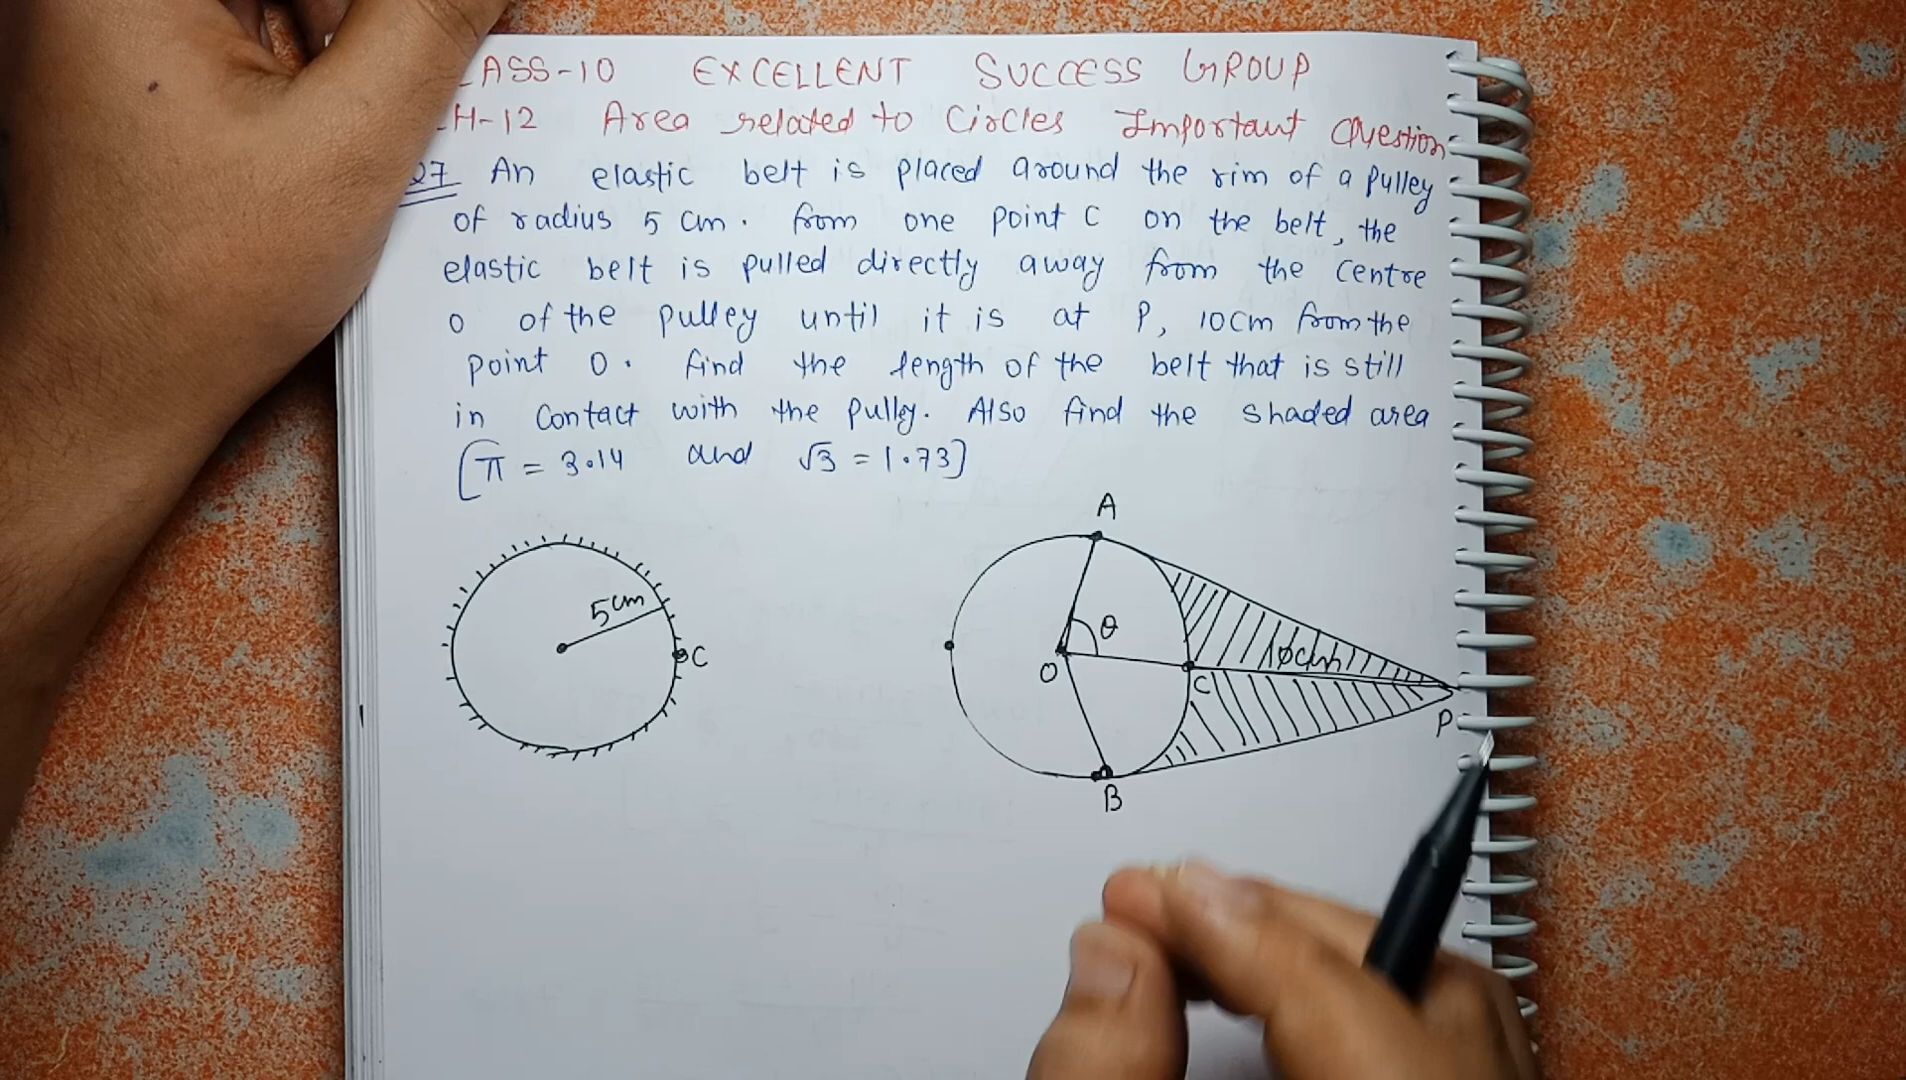 LASS-10 EXCELLENT SUCCESS GROUP
H-12 Area related to Circles Important Question
27 An elastic belt is placed around the rim of a pulley
of radius 5 cm. from one point C on the belt, the
elastic belt is pulled directly away from the centre
O of the pulley until it is at P, 10cm from the
point O. find the length of the belt that is still
in contact with the pulley. Also find the shaded area
[π = 3.14 and √3 = 1.73]
A
5cm
θ
C
10cm
O
C
P
B